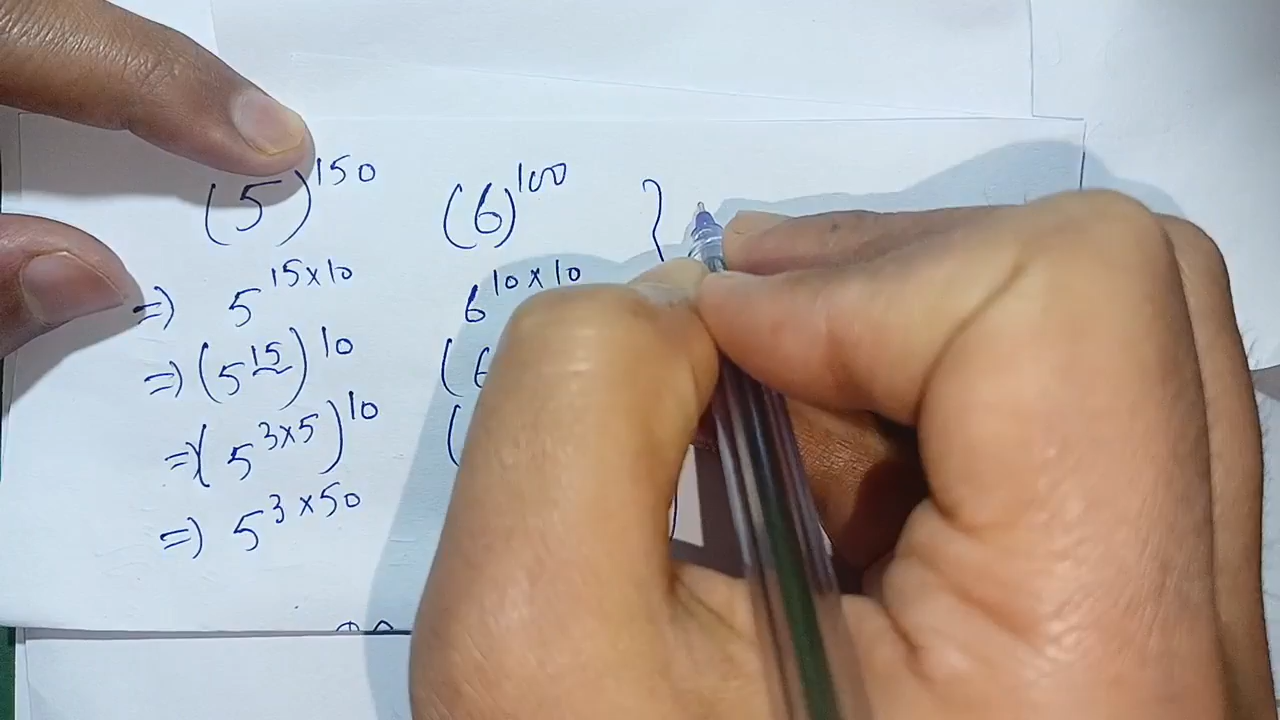 (5)^150 (6)^100 }
=> 5^15×10 6^10×10
=> (5^15)^10 (6
=> (5^3×5)^10 (
=> 5^3×50